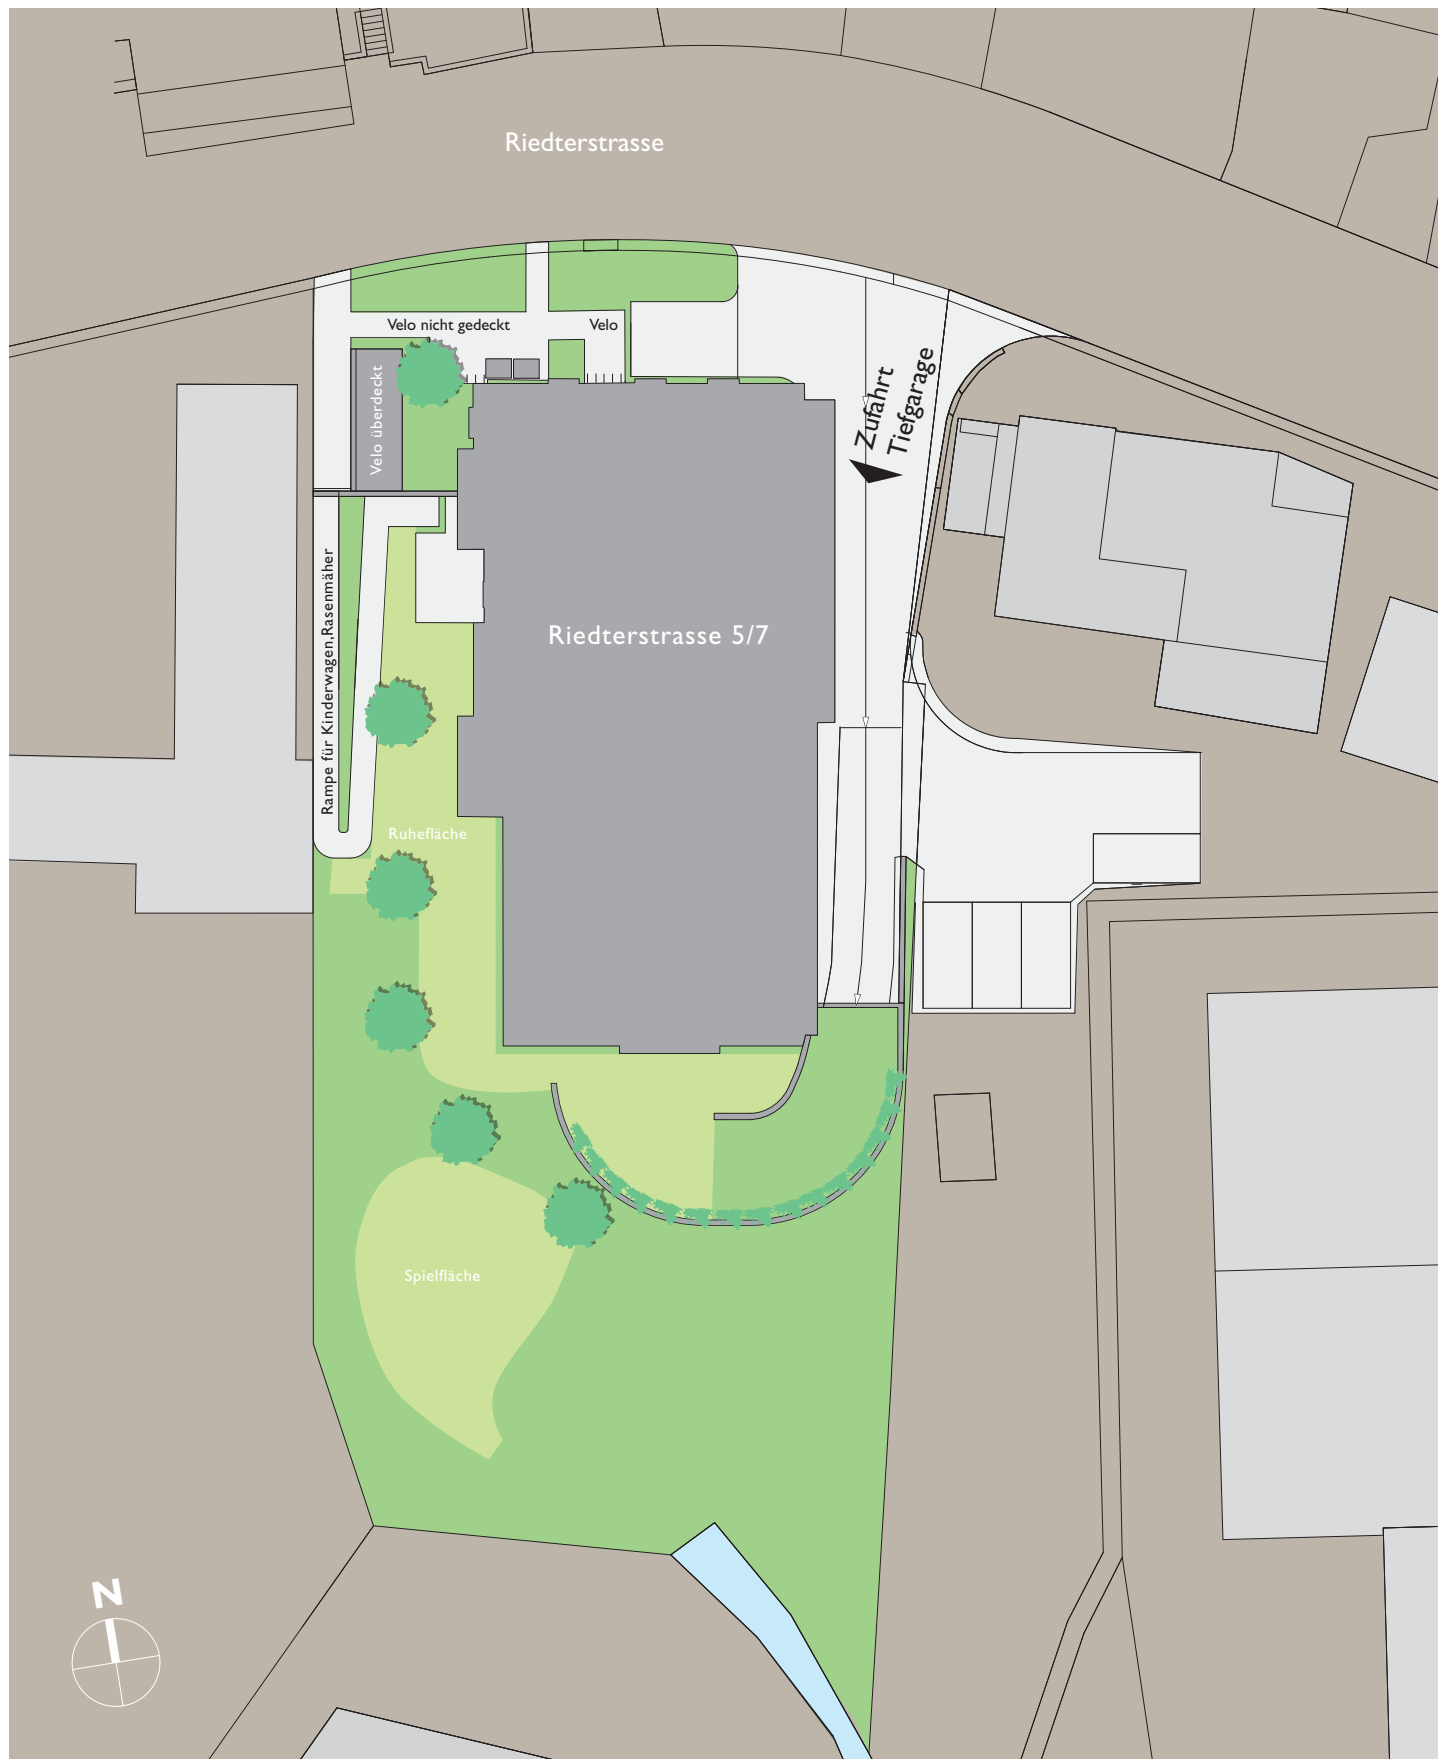 Riedterstrasse
Velo nicht gedeckt
Velo
Velo überdeckt
Zufahrt
Tiefgarage
Rampe für Kinderwagen,Rasenmäher
Riedterstrasse 5/7
Ruhefläche
Spielfläche
N